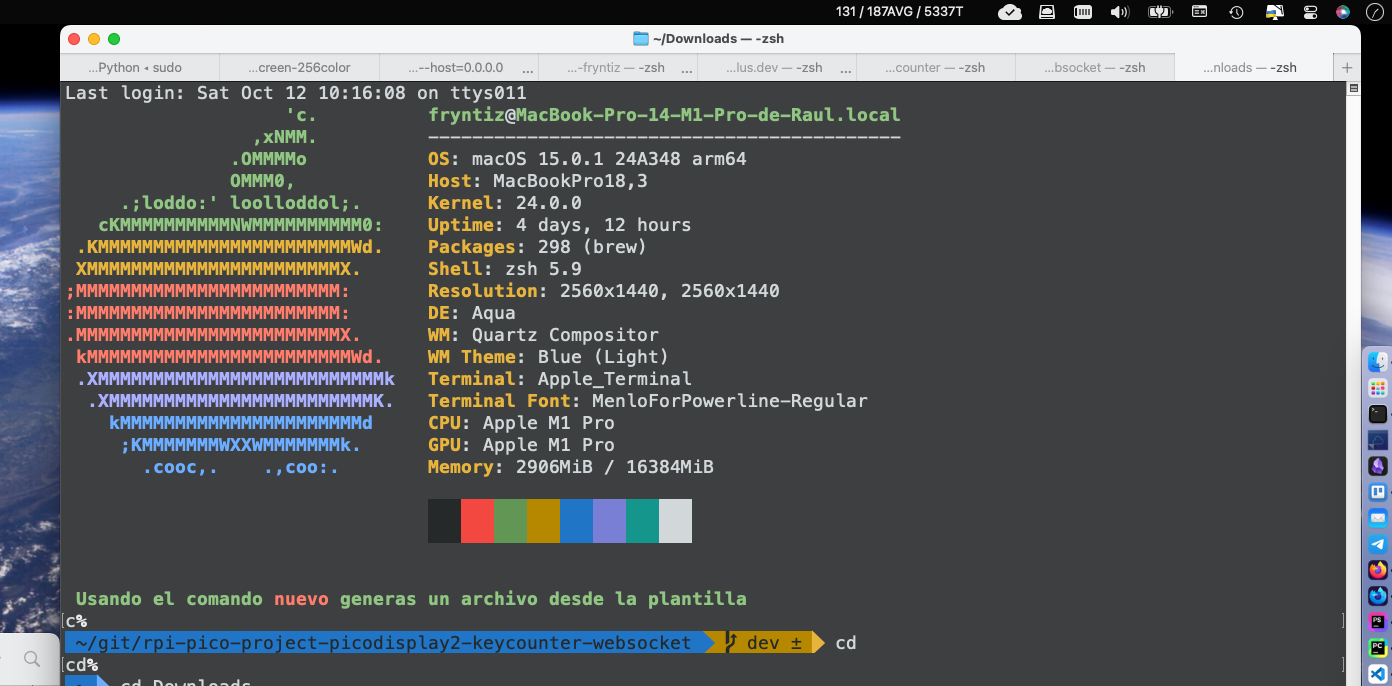 131 / 187AVG / 5337T
~/Downloads — -zsh
...Python ◂ sudo
...creen-256color
...--host=0.0.0.0 ...
...-fryntiz — -zsh ...
...lus.dev — -zsh ...
...counter — -zsh
...bsocket — -zsh
...nloads — -zsh
Last login: Sat Oct 12 10:16:08 on ttys011
'c.
,xNMM.
.OMMMMo
OMMM0,
.;loddo:' loolloddol;.
cKMMMMMMMMMMNWMMMMMMMMMM0:
.KMMMMMMMMMMMMMMMMMMMMMMMWd.
XMMMMMMMMMMMMMMMMMMMMMMMX.
;MMMMMMMMMMMMMMMMMMMMMMMM:
:MMMMMMMMMMMMMMMMMMMMMMMM:
.MMMMMMMMMMMMMMMMMMMMMMMMX.
kMMMMMMMMMMMMMMMMMMMMMMMMWd.
.XMMMMMMMMMMMMMMMMMMMMMMMMMMk
.XMMMMMMMMMMMMMMMMMMMMMMMMK.
kMMMMMMMMMMMMMMMMMMMMMMd
;KMMMMMMMWXXWMMMMMMMk.
.cooc,. .,coo:.
fryntiz@MacBook-Pro-14-M1-Pro-de-Raul.local
-------------------------------------------
OS: macOS 15.0.1 24A348 arm64
Host: MacBookPro18,3
Kernel: 24.0.0
Uptime: 4 days, 12 hours
Packages: 298 (brew)
Shell: zsh 5.9
Resolution: 2560x1440, 2560x1440
DE: Aqua
WM: Quartz Compositor
WM Theme: Blue (Light)
Terminal: Apple_Terminal
Terminal Font: MenloForPowerline-Regular
CPU: Apple M1 Pro
GPU: Apple M1 Pro
Memory: 2906MiB / 16384MiB
Usando el comando nuevo generas un archivo desde la plantilla
c%
~/git/rpi-pico-project-picodisplay2-keycounter-websocket dev ± cd
cd%
cd Downloads
PS
PC